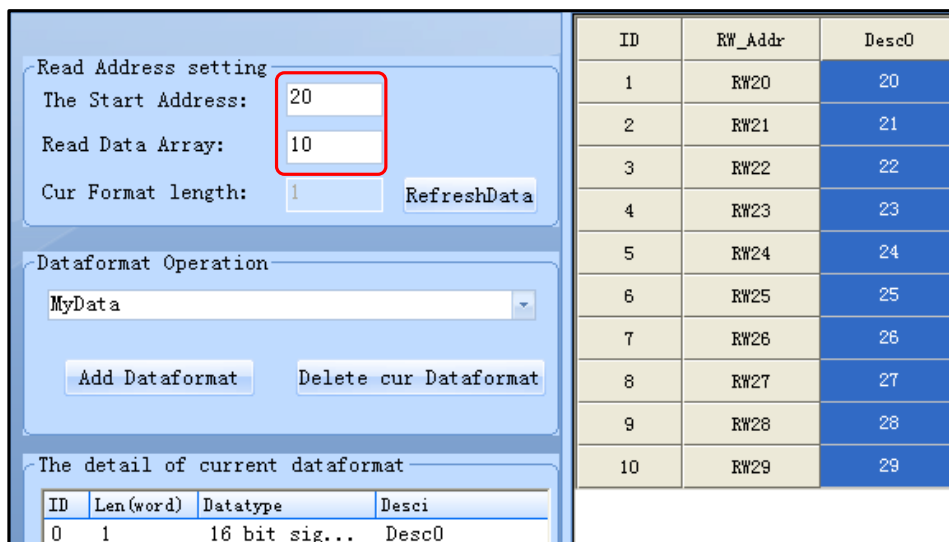 Read Address setting
The Start Address: 20
Read Data Array: 10
Cur Format length: 1 RefreshData
Dataformat Operation
MyData
Add Dataformat Delete cur Dataformat
The detail of current dataformat
ID Len(word) Datatype Desci
0 1 16 bit sig... Desc0
ID RW_Addr Desc0
1 RW20 20
2 RW21 21
3 RW22 22
4 RW23 23
5 RW24 24
6 RW25 25
7 RW26 26
8 RW27 27
9 RW28 28
10 RW29 29